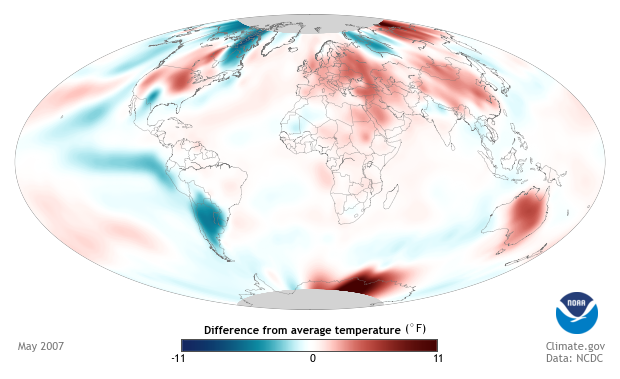 NOAA
Difference from average temperature (°F)
May 2007
-11 0 11
Climate.gov
Data: NCDC